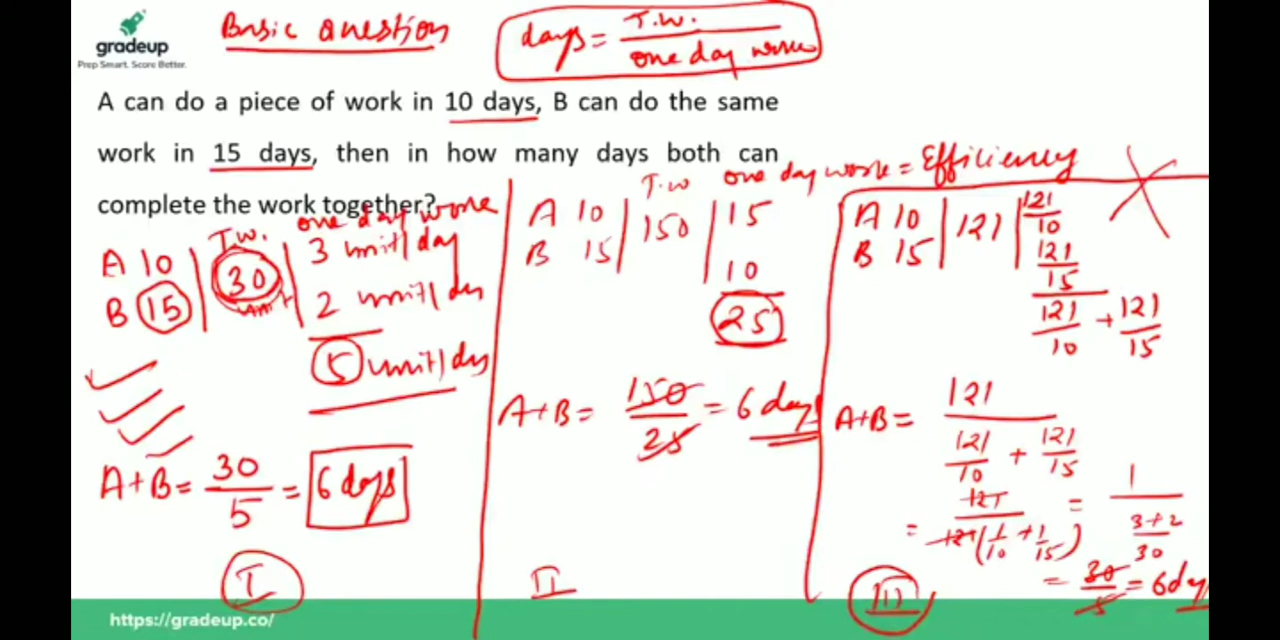 gradeup
Prep Smart. Score Better.
Basic Question
days = T.W. / one day work
A can do a piece of work in 10 days, B can do the same
work in 15 days, then in how many days both can
complete the work together?
T.W. one day work
A 10 | 30 | 3 unit/day
B 15 unit 2 unit/day
5 unit/day
A+B = 30/5 = 6 days
I
T.W one day work = Efficiency
A 10 | 150 | 15
B 15 10
25
A+B = 150/25 = 6 days
II
A 10 | 121 | 121/10
B 15 121/15
121/10 + 121/15
A+B = 121 / (121/10 + 121/15)
= 121 / 121(1/10 + 1/15) = 1 / ((3+2)/30)
= 30/5 = 6 days
III
https://gradeup.co/